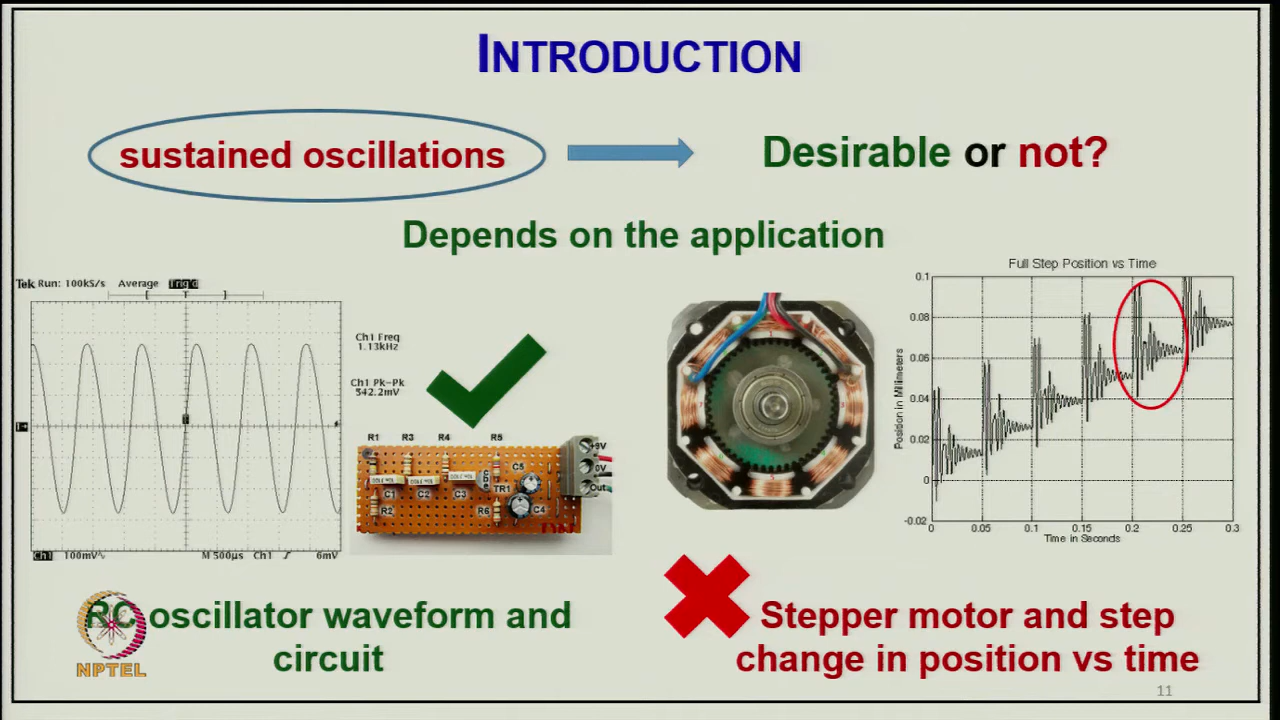 INTRODUCTION
sustained oscillations
Desirable or not?
Depends on the application
Tek Run: 100kS/s Average Trig'd
Ch1 Freq
1.13kHz
Ch1 Pk-Pk
542.2mV
Ch1 100mV M 500µs Ch1 6mV
R1 R3 R4 R5
C1 C2 C3 C5
R2 R6 TR1 C4
+9V
0V
Out
Full Step Position vs Time
Position in Millimeters
0.1
0.08
0.06
0.04
0.02
0
-0.02
0 0.05 0.1 0.15 0.2 0.25 0.3
Time in Seconds
RC oscillator waveform and
circuit
Stepper motor and step
change in position vs time
NPTEL
11